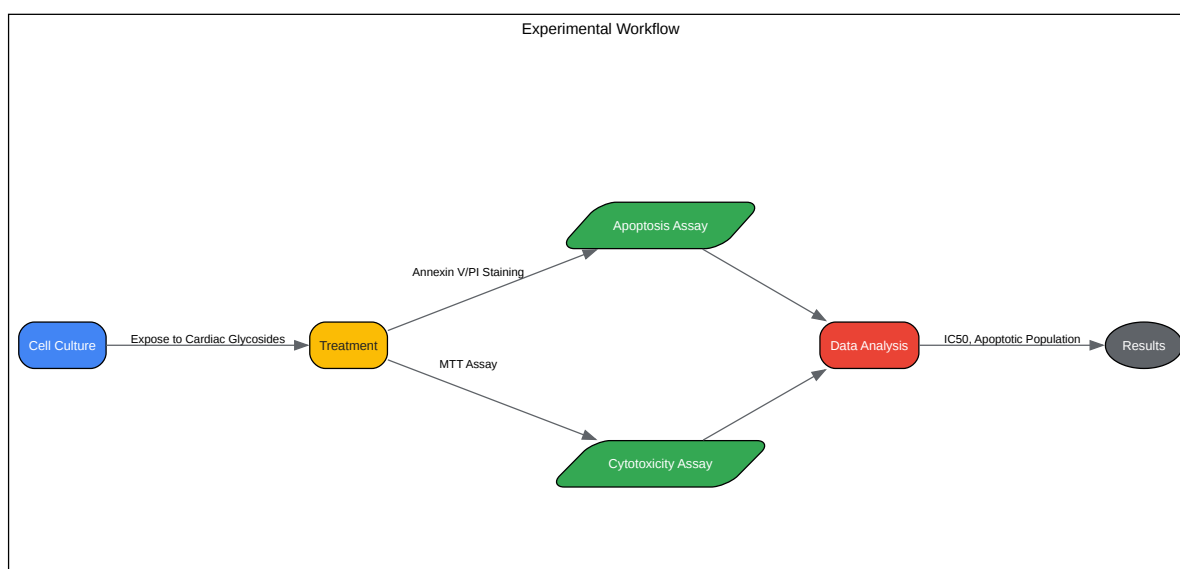 Experimental Workflow
Cell Culture
Expose to Cardiac Glycosides
Treatment
Annexin V/PI Staining
MTT Assay
Apoptosis Assay
Cytotoxicity Assay
Data Analysis
IC50, Apoptotic Population
Results